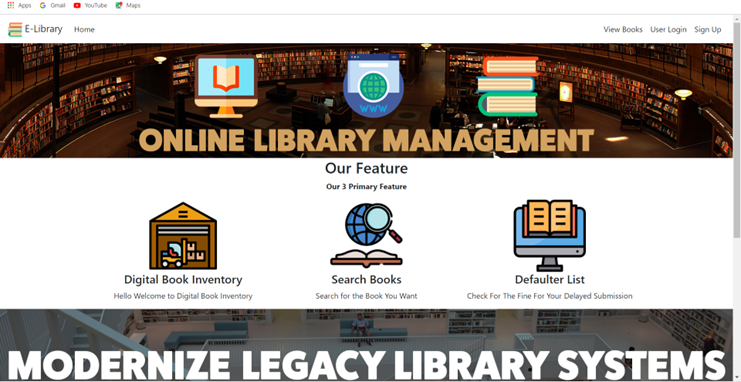 Apps Gmail YouTube Maps
E-Library Home View Books User Login Sign Up
WWW
ONLINE LIBRARY MANAGEMENT
Our Feature
Our 3 Primary Feature
Digital Book Inventory Search Books Defaulter List
Hello Welcome to Digital Book Inventory Search for the Book You Want Check For The Fine For Your Delayed Submission
MODERNIZE LEGACY LIBRARY SYSTEMS